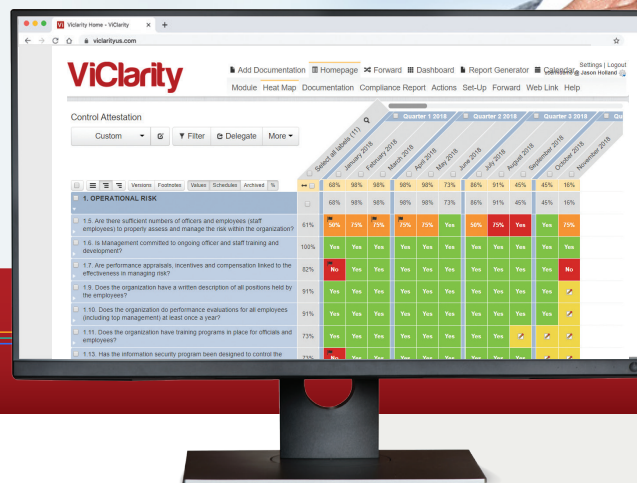 Viclarity Home - ViClarity
viclarityus.com
ViClarity
Settings | Logout
Jason Holland
Add Documentation Homepage Forward Dashboard Report Generator Calendar
Module Heat Map Documentation Compliance Report Actions Set-Up Forward Web Link Help
Control Attestation
Custom Filter Delegate More
Quarter 1 2018 Quarter 2 2018 Quarter 3 2018 Qu
Select all labels (11) January 2018 February 2018 March 2018 April 2018 May 2018 June 2018 July 2018 August 2018 September 2018 October 2018 November 2018
Versions Footnotes Values Schedules Archived % 68% 98% 98% 98% 98% 73% 86% 91% 45% 45% 16%
1. OPERATIONAL RISK 68% 98% 98% 98% 98% 73% 86% 91% 45% 45% 16%
1.5. Are there sufficient numbers of officers and employees (staff
employees) to properly assess and manage the risk within the organization? 61% 50% 75% 75% 75% 75% Yes 50% 75% Yes Yes 75%
1.6. Is Management committed to ongoing officer and staff training and
development? 100% Yes Yes Yes Yes Yes Yes Yes Yes Yes Yes Yes
1.7. Are performance appraisals, incentives and compensation linked to the
effectiveness in managing risk? 82% No Yes Yes Yes Yes Yes Yes Yes Yes Yes No
1.9. Does the organization have a written description of all positions held by
the employees? 91% Yes Yes Yes Yes Yes Yes Yes Yes Yes Yes
1.10. Does the organization do performance evaluations for all employees
(including top management) at least once a year? 91% Yes Yes Yes Yes Yes Yes Yes Yes Yes Yes
1.11. Does the organization have training programs in place for officials and
employees? 73% Yes Yes Yes Yes Yes Yes Yes Yes
1.13. Has the information security program been designed to control the
73% No Yes Yes Yes Yes Yes Yes Yes